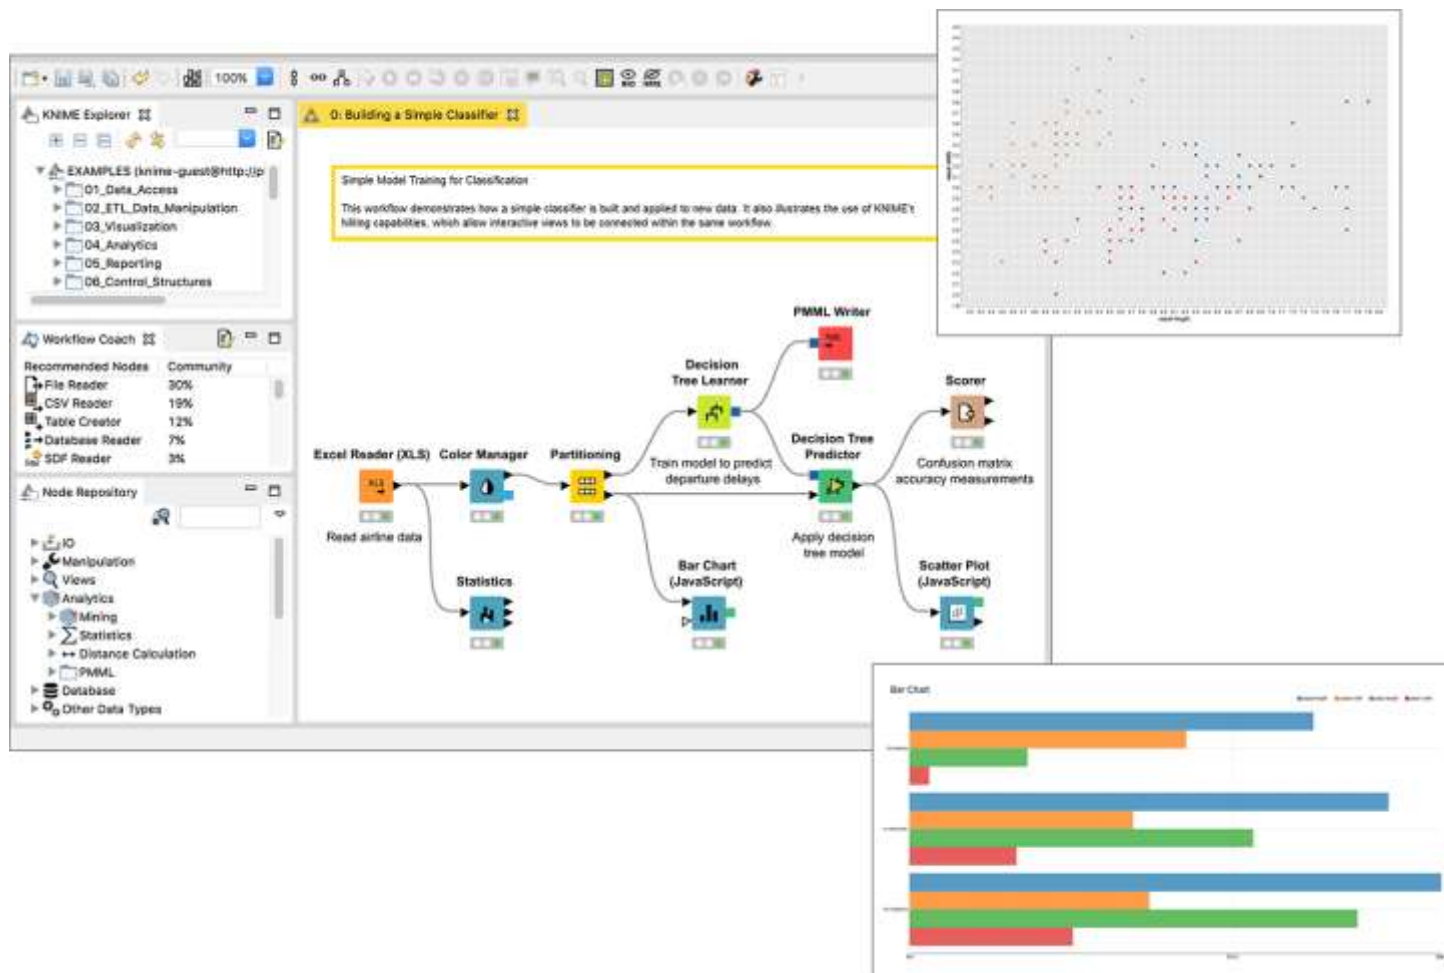 100%
KNIME Explorer
0: Building a Simple Classifier
EXAMPLES (knime-guest@http://p
01_Data_Access
02_ETL_Data_Manipulation
03_Visualization
04_Analytics
05_Reporting
06_Control_Structures
Simple Model Training for Classification
This workflow demonstrates how a simple classifier is built and applied to new data. It also illustrates the use of KNIME's
hiliting capabilities, which allow interactive views to be connected within the same workflow.
Workflow Coach
Recommended Nodes Community
File Reader 30%
CSV Reader 19%
Table Creator 12%
Database Reader 7%
SDF Reader 3%
Node Repository
IO
Manipulation
Views
Analytics
Mining
Statistics
Distance Calculation
PMML
Database
Other Data Types
PMML Writer
Decision
Tree Learner
Scorer
Excel Reader (XLS)
Color Manager
Partitioning
Decision Tree
Predictor
XLS
Train model to predict
departure delays
Confusion matrix
accuracy measurements
Read airline data
Apply decision
tree model
Statistics
Bar Chart
(JavaScript)
Scatter Plot
(JavaScript)
Bar Chart